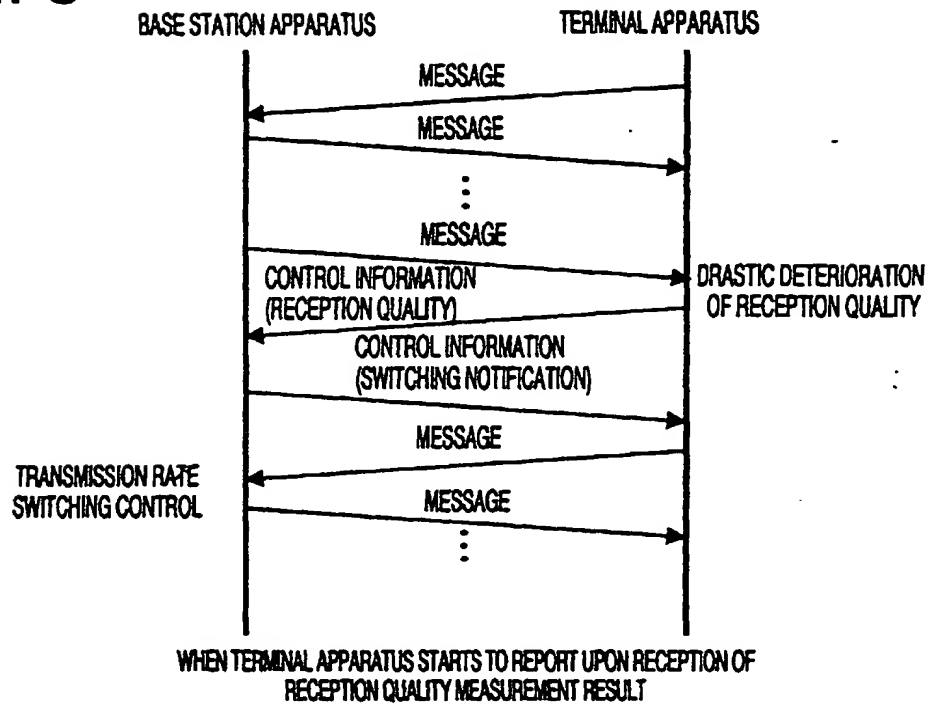 BASE STATION APPARATUS
TERMINAL APPARATUS
MESSAGE
MESSAGE
MESSAGE
CONTROL INFORMATION
(RECEPTION QUALITY)
DRASTIC DETERIORATION
OF RECEPTION QUALITY
CONTROL INFORMATION
(SWITCHING NOTIFICATION)
MESSAGE
TRANSMISSION RATE
SWITCHING CONTROL
MESSAGE
WHEN TERMINAL APPARATUS STARTS TO REPORT UPON RECEPTION OF
RECEPTION QUALITY MEASUREMENT RESULT